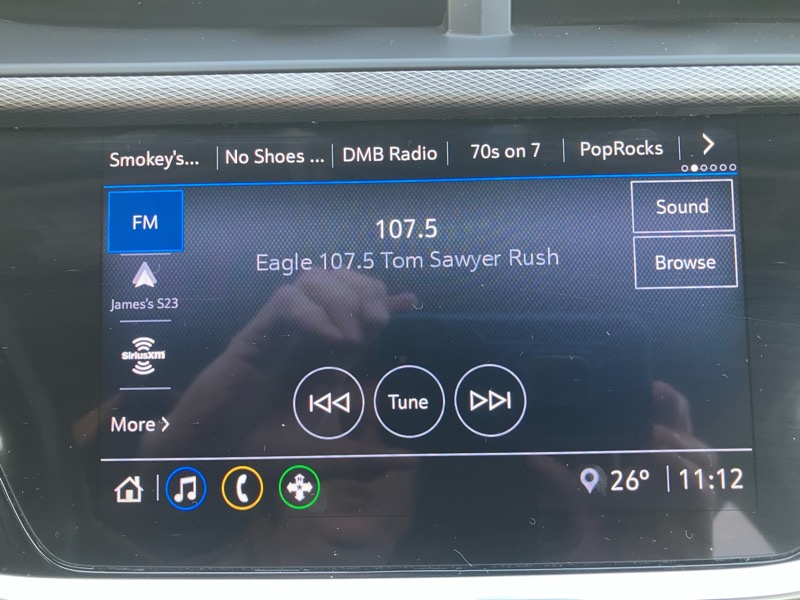 Smokey's... No Shoes ... DMB Radio 70s on 7 PopRocks
FM
107.5
Sound
Eagle 107.5 Tom Sawyer Rush
Browse
James's S23
SiriusXM
Tune
More
26° 11:12